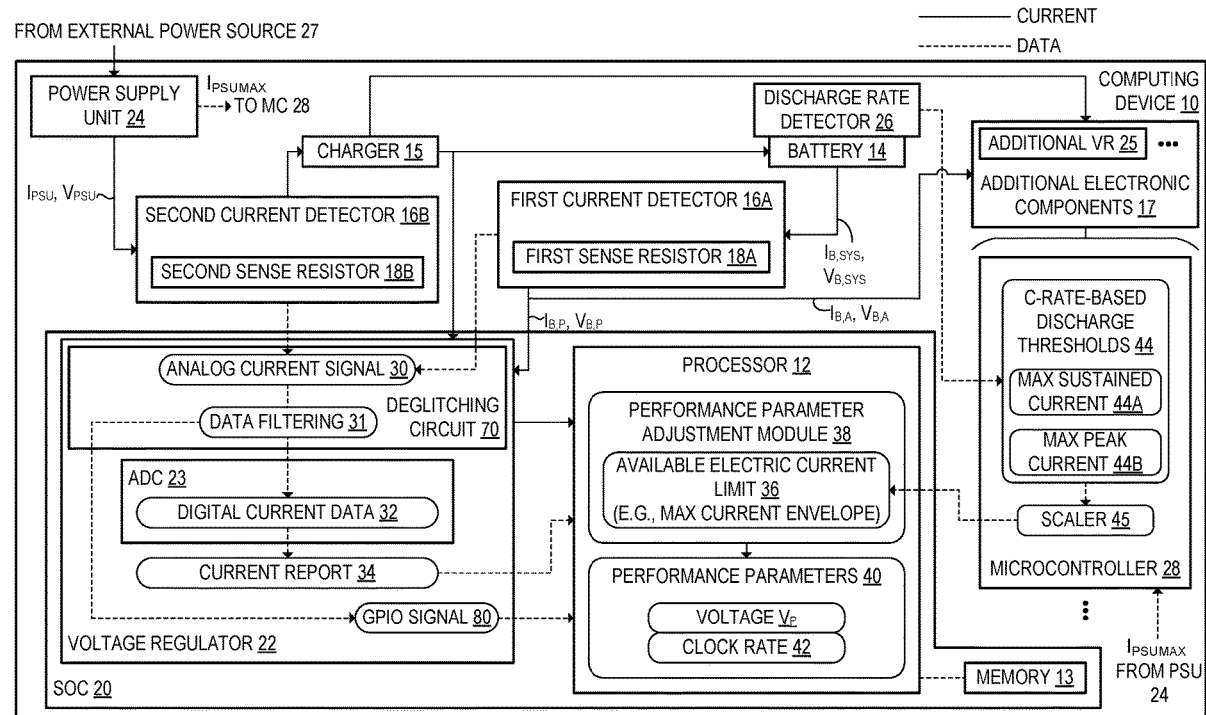 CURRENT
DATA
FROM EXTERNAL POWER SOURCE 27
POWER SUPPLY
UNIT 24
IPSUMAX
TO MC 28
DISCHARGE RATE
DETECTOR 26
COMPUTING
DEVICE 10
CHARGER 15
BATTERY 14
ADDITIONAL VR 25 •••
ADDITIONAL ELECTRONIC
COMPONENTS 17
IPSU, VPSU
SECOND CURRENT
DETECTOR 16B
SECOND SENSE RESISTOR 18B
FIRST CURRENT DETECTOR 16A
FIRST SENSE RESISTOR 18A
IB,SYS,
VB,SYS
IB,P, VB,P
IB,A, VB,A
C-RATE-BASED
DISCHARGE
THRESHOLDS 44
MAX SUSTAINED
CURRENT 44A
MAX PEAK
CURRENT 44B
SCALER 45
MICROCONTROLLER 28
IPSUMAX
FROM PSU
24
ANALOG CURRENT SIGNAL 30
DATA FILTERING 31
DEGLITCHING
CIRCUIT 70
ADC 23
DIGITAL CURRENT DATA 32
CURRENT REPORT 34
GPIO SIGNAL 80
VOLTAGE REGULATOR 22
PROCESSOR 12
PERFORMANCE PARAMETER
ADJUSTMENT MODULE 38
AVAILABLE ELECTRIC CURRENT
LIMIT 36
(E.G., MAX CURRENT ENVELOPE)
PERFORMANCE PARAMETERS 40
VOLTAGE VP
CLOCK RATE 42
MEMORY 13
SOC 20